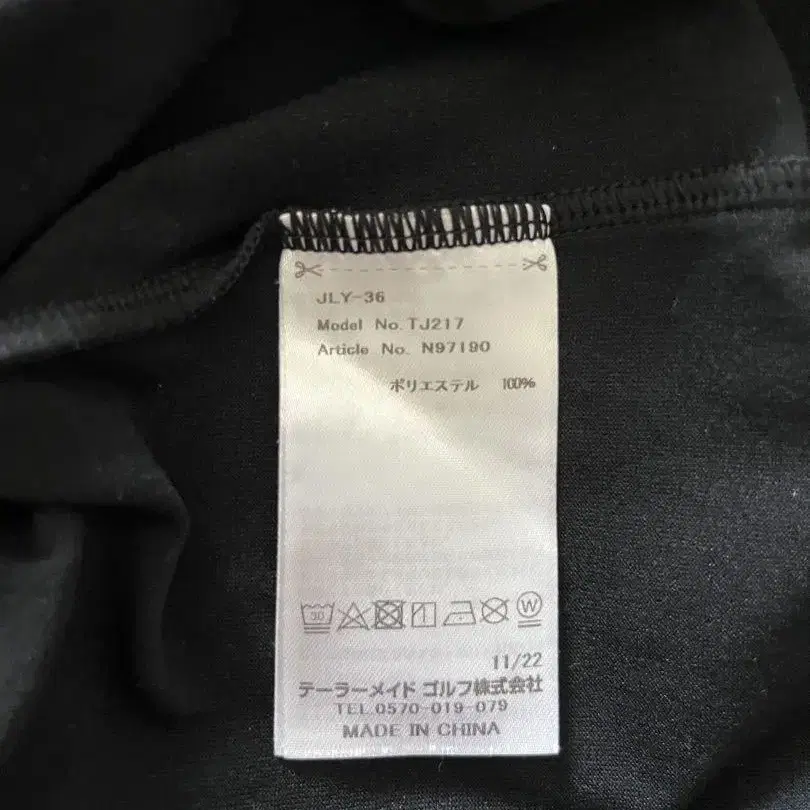 JLY-36
Model No. TJ217
Article No. N97190
ポリエステル 100%
30
W
11/22
テーラーメイド ゴルフ株式会社
TEL.0570-019-079
MADE IN CHINA